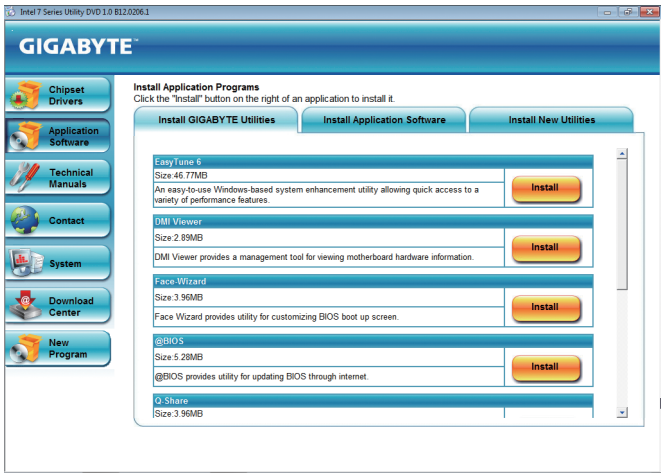 Intel 7 Series Utility DVD 1.0 B12.0206.1
GIGABYTE™
Chipset
Drivers
Application
Software
Technical
Manuals
Contact
System
Download
Center
New
Program
Install Application Programs
Click the "Install" button on the right of an application to install it.
Install GIGABYTE Utilities
Install Application Software
Install New Utilities
EasyTune 6
Size:46.77MB
An easy-to-use Windows-based system enhancement utility allowing quick access to a
variety of performance features.
Install
DMI Viewer
Size:2.89MB
DMI Viewer provides a management tool for viewing motherboard hardware information.
Install
Face-Wizard
Size:3.96MB
Face Wizard provides utility for customizing BIOS boot up screen.
Install
@BIOS
Size:5.28MB
@BIOS provides utility for updating BIOS through internet.
Install
Q-Share
Size:3.96MB